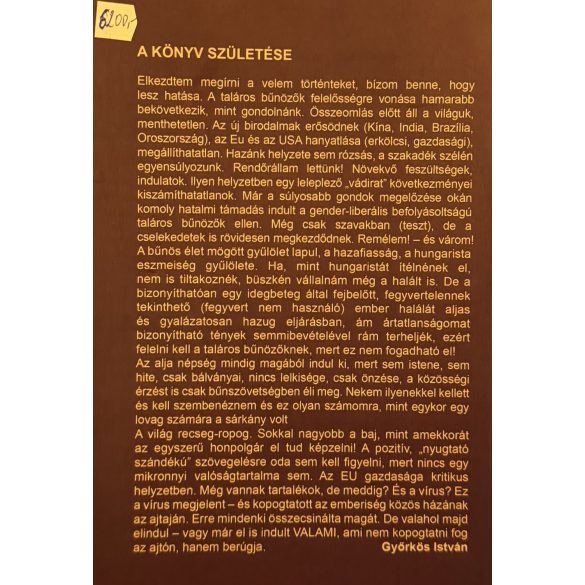 6200,-
A KÖNYV SZÜLETÉSE
Elkezdtem megírni a velem történteket, bízom benne, hogy
lesz hatása. A taláros bűnözők felelősségre vonása hamarabb
bekövetkezik, mint gondolnánk. Összeomlás előtt áll a világuk,
menthetetlen. Az új birodalmak erősödnek (Kína, India, Brazília,
Oroszország), az Eu és az USA hanyatlása (erkölcsi, gazdasági),
megállíthatatlan. Hazánk helyzete sem rózsás, a szakadék szélén
egyensúlyozunk. Rendőrállam lettünk! Növekvő feszültségek,
indulatok. Ilyen helyzetben egy leleplező „vádirat” következményei
kiszámíthatatlanok. Már a súlyosabb gondok megelőzése okán
komoly hatalmi támadás indult a gender-liberális befolyásoltságú
taláros bűnözők ellen. Még csak szavakban (teszt), de a
cselekedetek is rövidesen megkezdődnek. Remélem! – és várom!
A bűnös élet mögött gyűlölet lapul, a hazafiasság, a hungarista
eszmeiség gyűlölete. Ha, mint hungaristát ítélnének el,
nem is tiltakoznék, büszkén vállalnám még a halált is. De a
bizonyíthatóan egy idegbeteg által fejbelőtt, fegyvertelennek
tekinthető (fegyvert nem használó) ember halálát aljas
és gyalázatosan hazug eljárásban, ám ártatlanságomat
bizonyítható tények semmibevételével rám terheljék, ezért
felelni kell a taláros bűnözőknek, mert ez nem fogadható el!
Az alja népség mindig magából indul ki, mert sem istene, sem
hite, csak bálványai, nincs lelkisége, csak önzése, a közösségi
érzést is csak bűnszövetségben éli meg. Nekem ilyenekkel kellett
és kell szembenéznem és ez olyan számomra, mint egykor egy
lovag számára a sárkány volt
A világ recseg-ropog. Sokkal nagyobb a baj, mint amekkorát
az egyszerű honpolgár el tud képzelni! A pozitív, „nyugtató
szándékú” szövegelésre oda sem kell figyelni, mert nincs egy
mikronnyi valóságtartalma sem. Az EU gazdasága kritikus
helyzetben. Még vannak tartalékok, de meddig? És a vírus? Ez
a vírus megjelent – és kopogtatott az emberiség közös házának
az ajtaján. Erre mindenki összecsinálta magát. De valahol majd
elindul – vagy már el is indult VALAMI, ami nem kopogtatni fog
az ajtón, hanem berúgja. Győrkös István